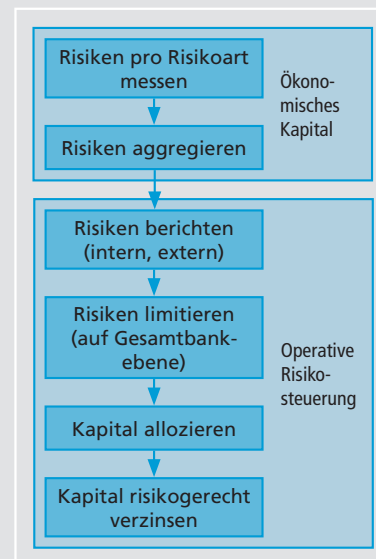 Risiken pro Risikoart
messen
Risiken aggregieren
Ökono-
misches
Kapital
Risiken berichten
(intern, extern)
Risiken limitieren
(auf Gesamtbank-
ebene)
Kapital allozieren
Kapital risikogerecht
verzinsen
Operative
Risiko-
steuerung